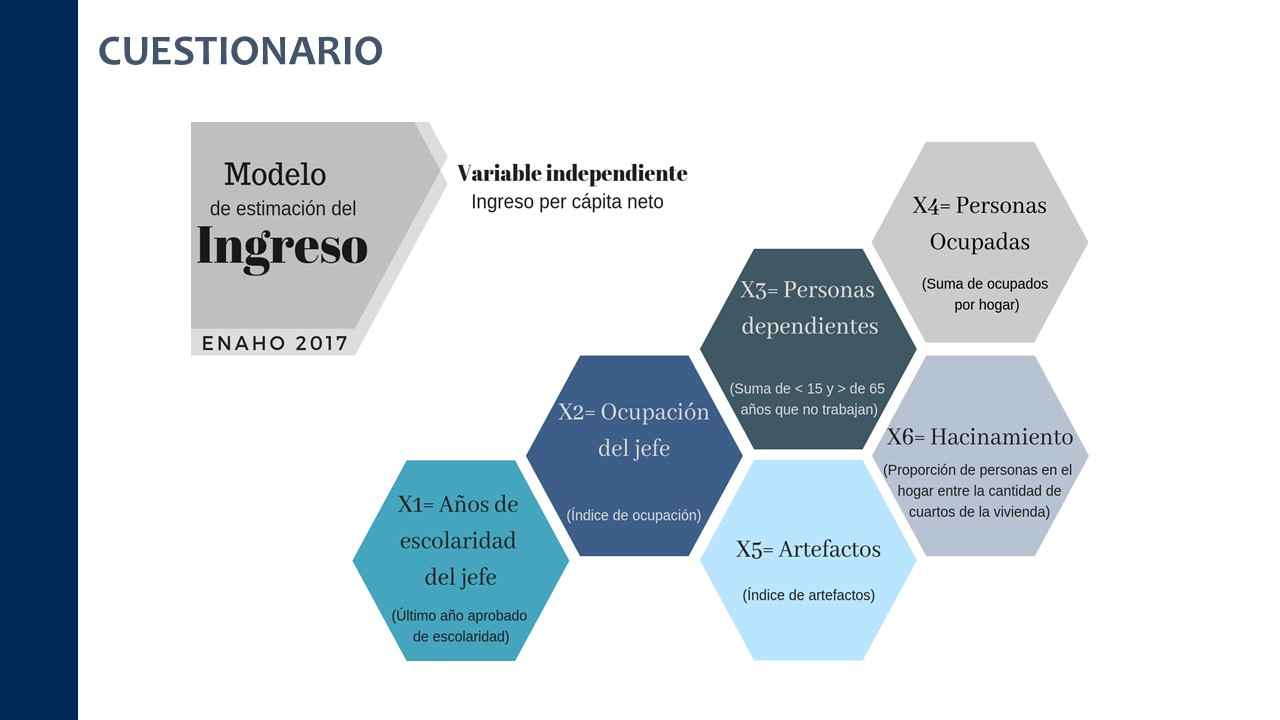 CUESTIONARIO
Modelo
de estimación del
Ingreso
ENAHO 2017
Variable independiente
Ingreso per cápita neto
X1= Años de
escolaridad
del jefe
(Último año aprobado
de escolaridad)
X2= Ocupación
del jefe
(Índice de ocupación)
X3= Personas
dependientes
(Suma de < 15 y > de 65
años que no trabajan)
X4= Personas
Ocupadas
(Suma de ocupados
por hogar)
X5= Artefactos
(Índice de artefactos)
X6= Hacinamiento
(Proporción de personas en el
hogar entre la cantidad de
cuartos de la vivienda)